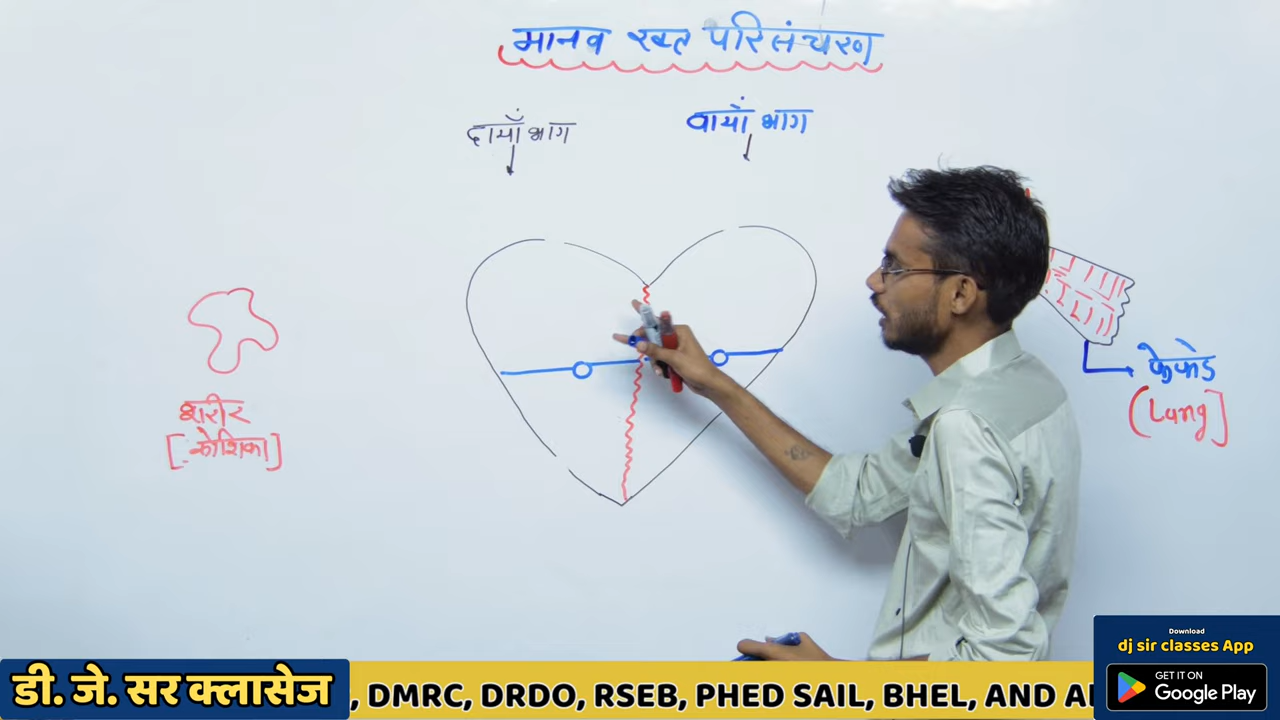 मानव रक्त परिसंचरण
दायाँ भाग
वायाँ भाग
शरीर
[कोशिका]
फेफड़े
(Lung]
डी. जे. सर क्लासेज
, DMRC, DRDO, RSEB, PHED SAIL, BHEL, AND Al
Download
dj sir classes App
GET IT ON
Google Play